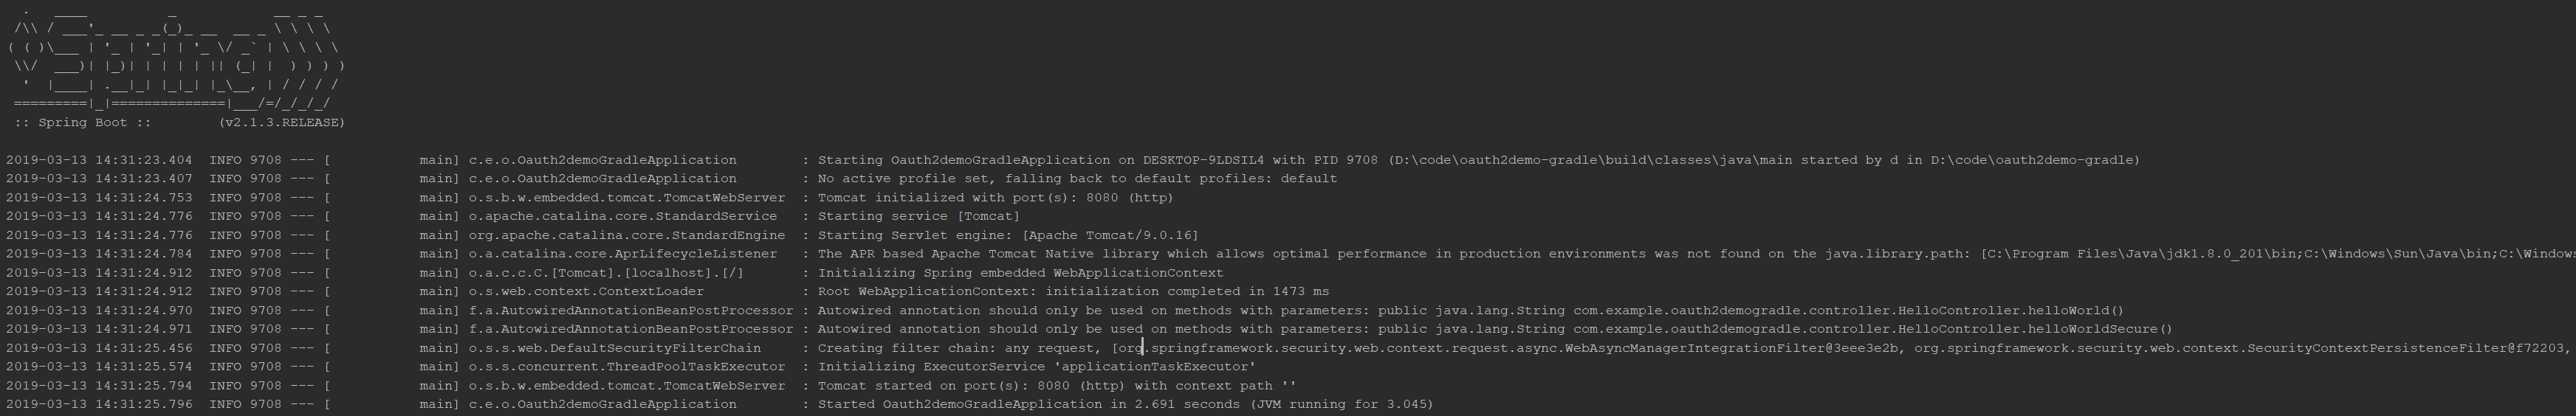 .   ____          _            __ _ _
 /\\ / ___'_ __ _ _(_)_ __  __ _ \ \ \ \
( ( )\___ | '_ | '_| | '_ \/ _` | \ \ \ \
 \\/  ___)| |_)| | | | | || (_| |  ) ) ) )
  '  |____| .__|_| |_|_| |_\__, | / / / /
 =========|_|==============|___/=/_/_/_/
 :: Spring Boot ::        (v2.1.3.RELEASE)

2019-03-13 14:31:23.404  INFO 9708 --- [           main] c.e.o.Oauth2demoGradleApplication        : Starting Oauth2demoGradleApplication on DESKTOP-9LDSIL4 with PID 9708 (D:\code\oauth2demo-gradle\build\classes\java\main started by d in D:\code\oauth2demo-gradle)
2019-03-13 14:31:23.407  INFO 9708 --- [           main] c.e.o.Oauth2demoGradleApplication        : No active profile set, falling back to default profiles: default
2019-03-13 14:31:24.753  INFO 9708 --- [           main] o.s.b.w.embedded.tomcat.TomcatWebServer  : Tomcat initialized with port(s): 8080 (http)
2019-03-13 14:31:24.776  INFO 9708 --- [           main] o.apache.catalina.core.StandardService   : Starting service [Tomcat]
2019-03-13 14:31:24.776  INFO 9708 --- [           main] org.apache.catalina.core.StandardEngine  : Starting Servlet engine: [Apache Tomcat/9.0.16]
2019-03-13 14:31:24.784  INFO 9708 --- [           main] o.a.catalina.core.AprLifecycleListener   : The APR based Apache Tomcat Native library which allows optimal performance in production environments was not found on the java.library.path: [C:\Program Files\Java\jdk1.8.0_201\bin;C:\Windows\Sun\Java\bin;C:\Windows
2019-03-13 14:31:24.912  INFO 9708 --- [           main] o.a.c.c.C.[Tomcat].[localhost].[/]       : Initializing Spring embedded WebApplicationContext
2019-03-13 14:31:24.912  INFO 9708 --- [           main] o.s.web.context.ContextLoader            : Root WebApplicationContext: initialization completed in 1473 ms
2019-03-13 14:31:24.970  INFO 9708 --- [           main] f.a.AutowiredAnnotationBeanPostProcessor : Autowired annotation should only be used on methods with parameters: public java.lang.String com.example.oauth2demogradle.controller.HelloController.helloWorld()
2019-03-13 14:31:24.971  INFO 9708 --- [           main] f.a.AutowiredAnnotationBeanPostProcessor : Autowired annotation should only be used on methods with parameters: public java.lang.String com.example.oauth2demogradle.controller.HelloController.helloWorldSecure()
2019-03-13 14:31:25.456  INFO 9708 --- [           main] o.s.s.web.DefaultSecurityFilterChain     : Creating filter chain: any request, [org.springframework.security.web.context.request.async.WebAsyncManagerIntegrationFilter@3eee3e2b, org.springframework.security.web.context.SecurityContextPersistenceFilter@f72203,
2019-03-13 14:31:25.574  INFO 9708 --- [           main] o.s.s.concurrent.ThreadPoolTaskExecutor  : Initializing ExecutorService 'applicationTaskExecutor'
2019-03-13 14:31:25.794  INFO 9708 --- [           main] o.s.b.w.embedded.tomcat.TomcatWebServer  : Tomcat started on port(s): 8080 (http) with context path ''
2019-03-13 14:31:25.796  INFO 9708 --- [           main] c.e.o.Oauth2demoGradleApplication        : Started Oauth2demoGradleApplication in 2.691 seconds (JVM running for 3.045)